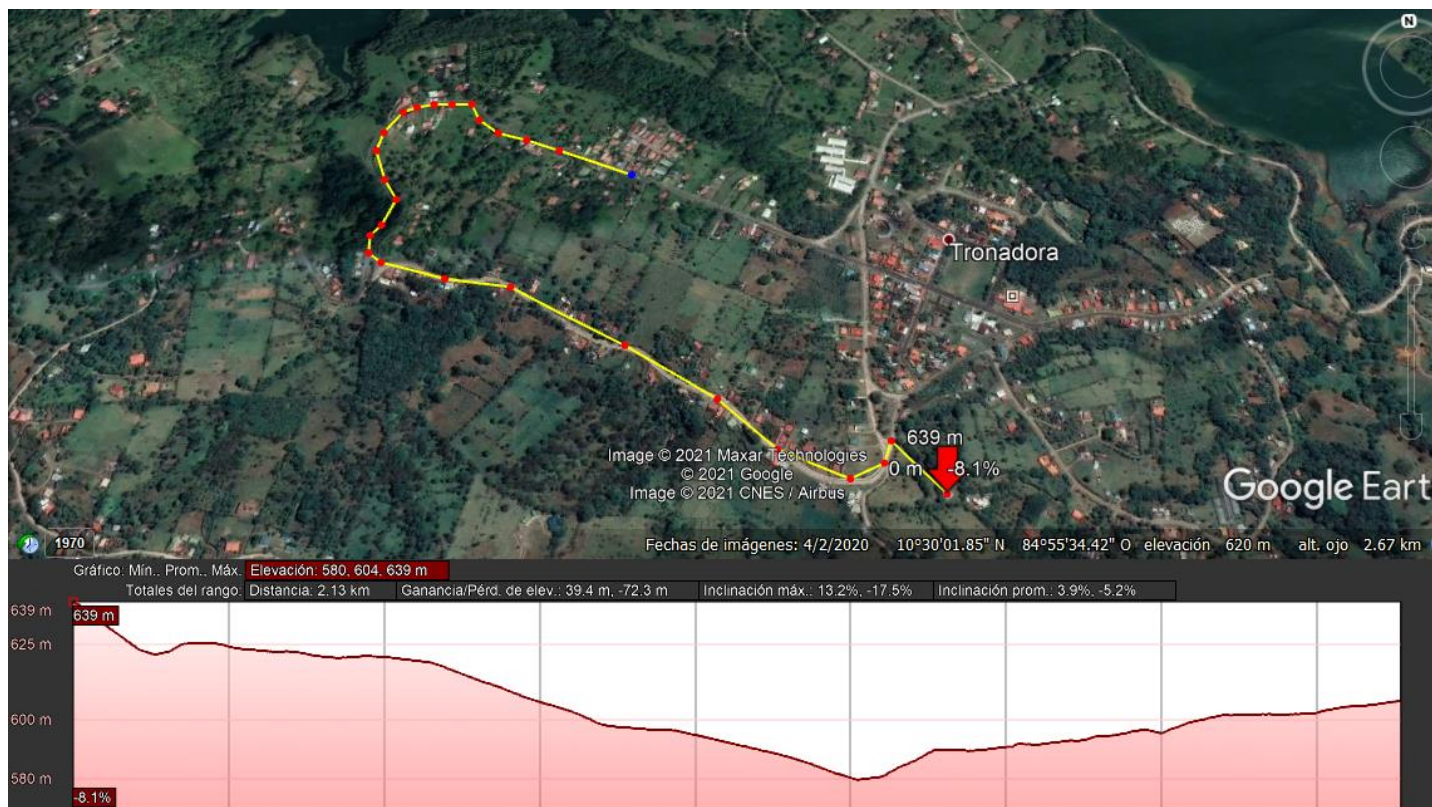 N
Tronadora
639 m
0 m -8.1%
Image © 2021 Maxar Technologies
© 2021 Google
Image © 2021 CNES / Airbus
Google Eart
1970
Fechas de imágenes: 4/2/2020 10°30'01.85" N 84°55'34.42" O elevación 620 m alt. ojo 2.67 km
Gráfico: Mín., Prom., Máx. Elevación: 580, 604, 639 m
Totales del rango: Distancia: 2.13 km Ganancia/Pérd. de elev.: 39.4 m, -72.3 m Inclinación máx.: 13.2%, -17.5% Inclinación prom.: 3.9%, -5.2%
639 m
639 m
625 m
600 m
580 m
-8.1%